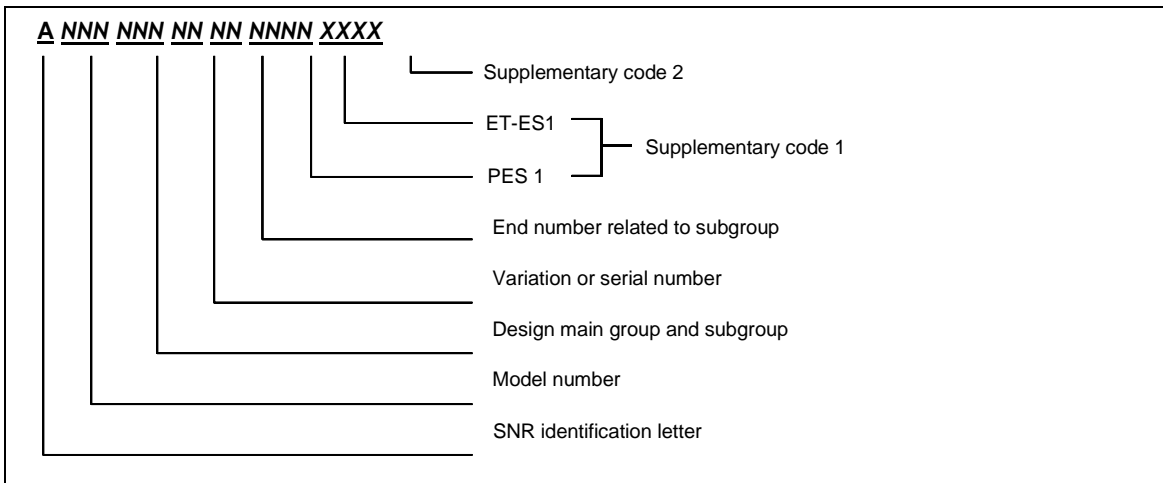 A NNN NNN NN NN NNNN XXXX
Supplementary code 2
ET-ES1
Supplementary code 1
PES 1
End number related to subgroup
Variation or serial number
Design main group and subgroup
Model number
SNR identification letter